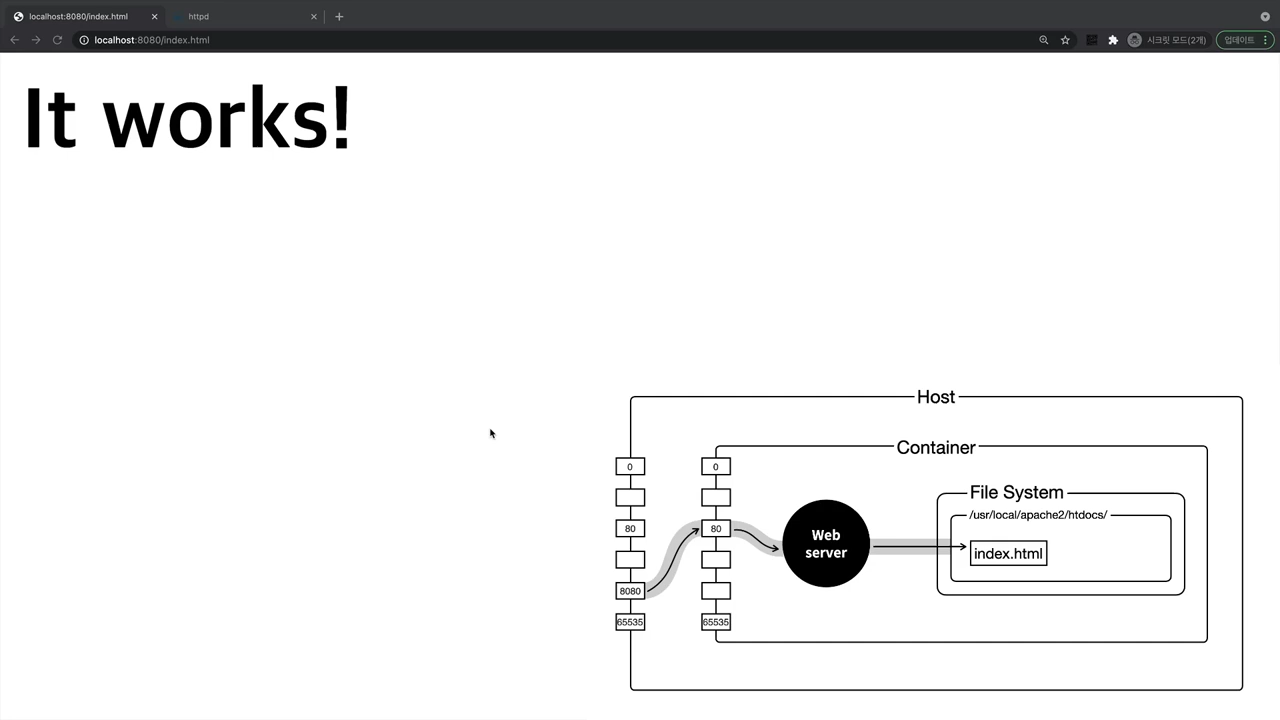 localhost:8080/index.html
httpd
localhost:8080/index.html
시크릿 모드(2개)
업데이트
It works!
Host
Container
File System
/usr/local/apache2/htdocs/
index.html
Web
server
0
80
8080
65535
0
80
65535